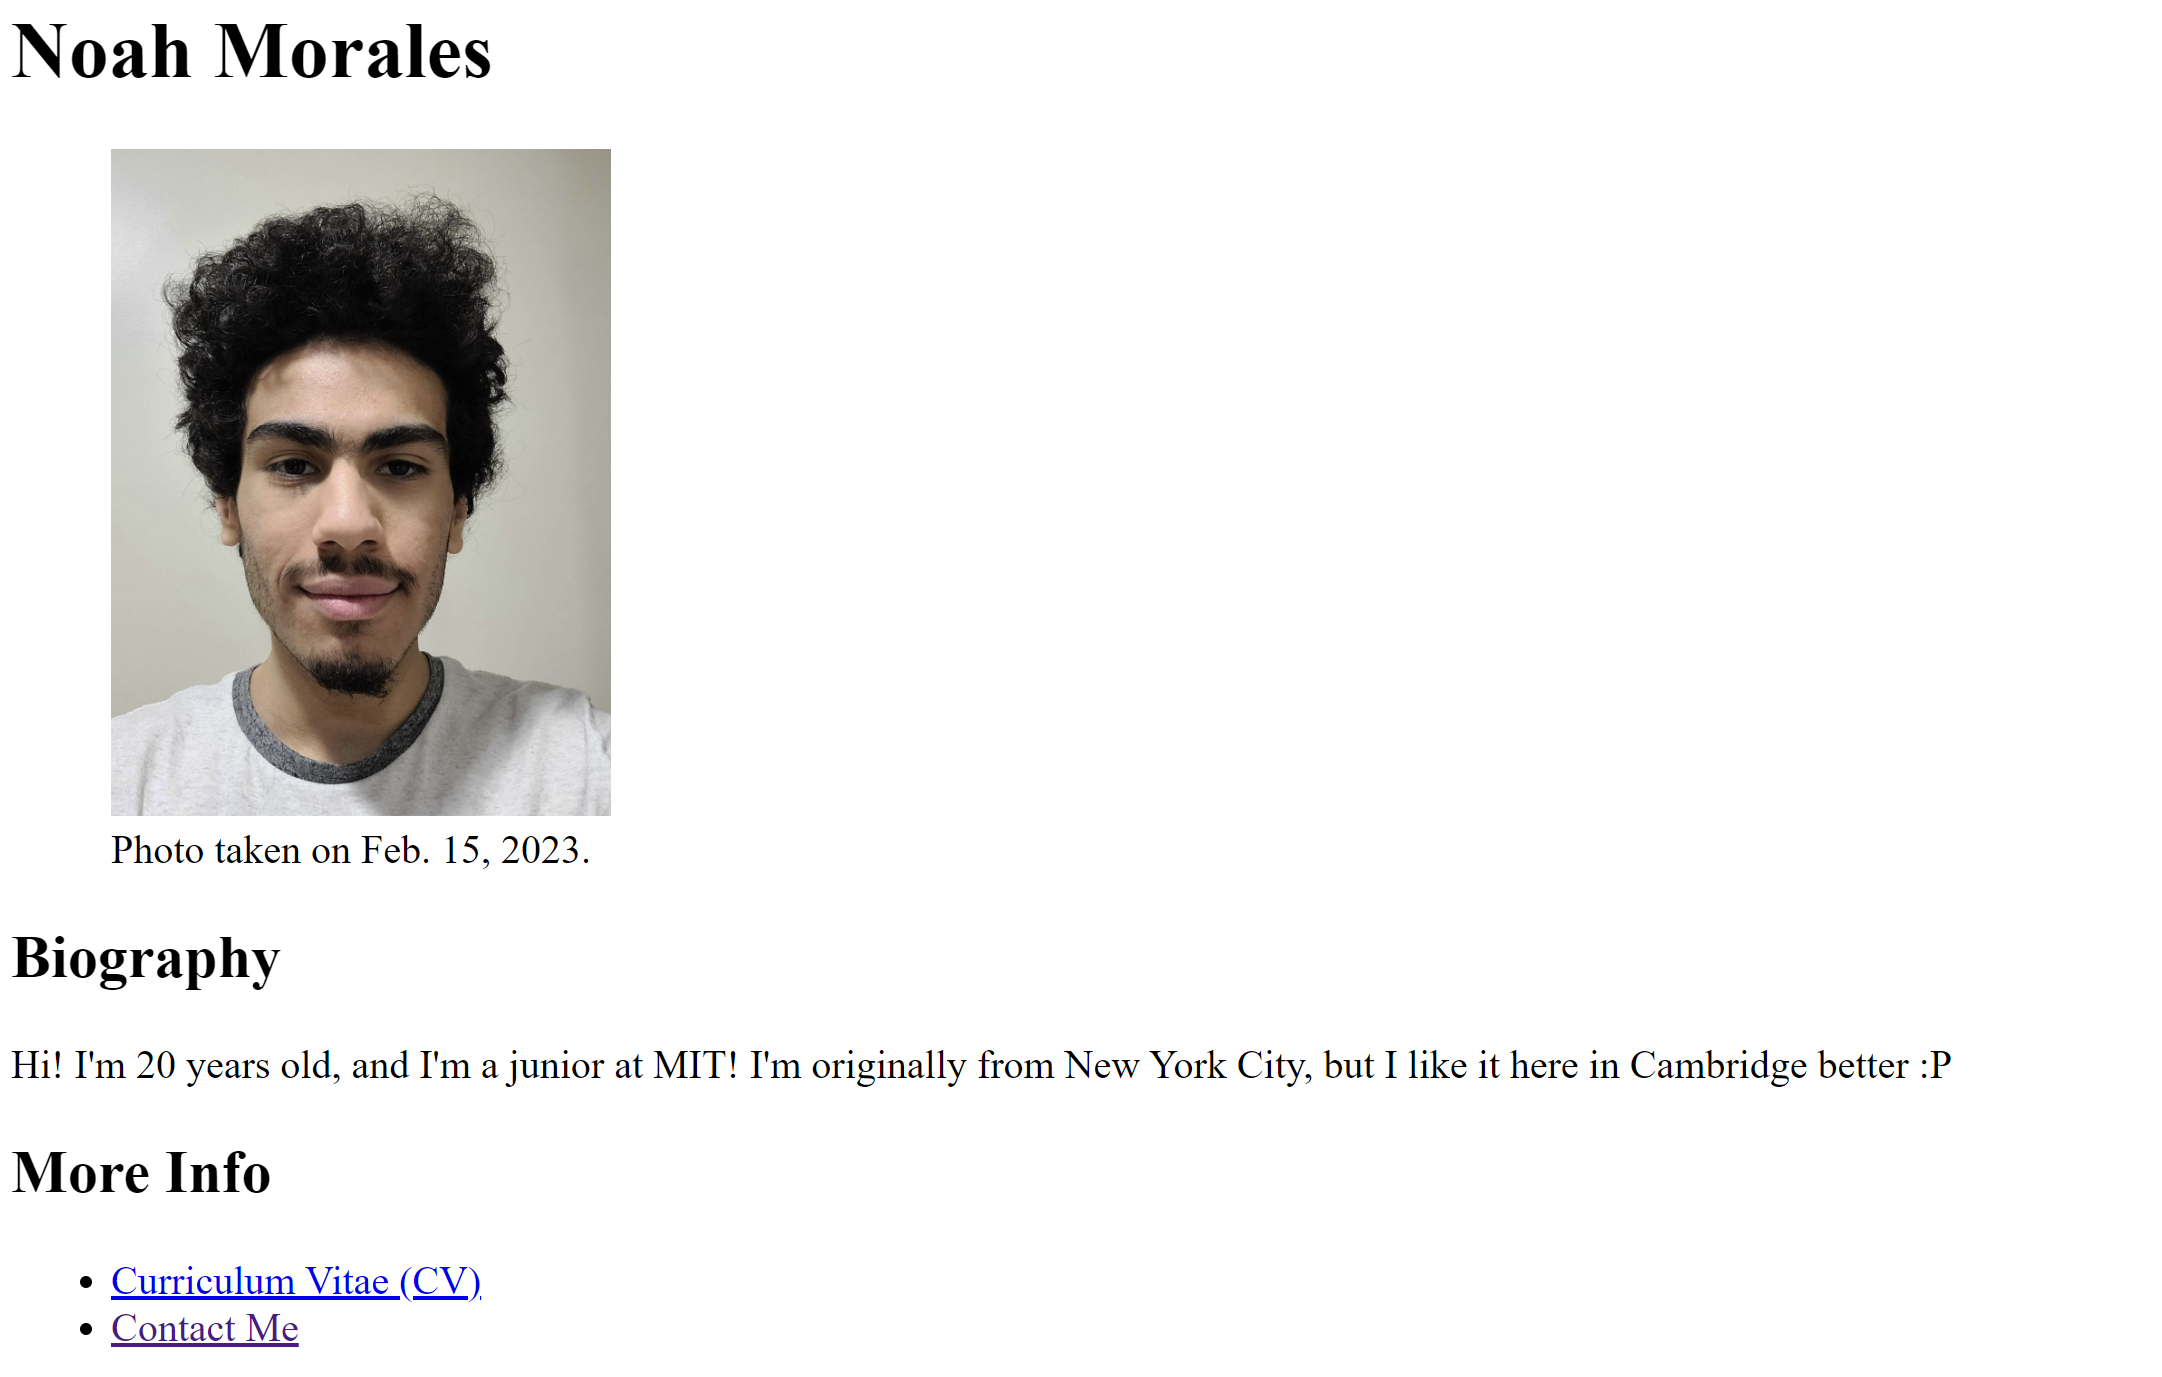 Noah Morales
Photo taken on Feb. 15, 2023.
Biography
Hi! I'm 20 years old, and I'm a junior at MIT! I'm originally from New York City, but I like it here in Cambridge better :P
More Info
Curriculum Vitae (CV)
Contact Me